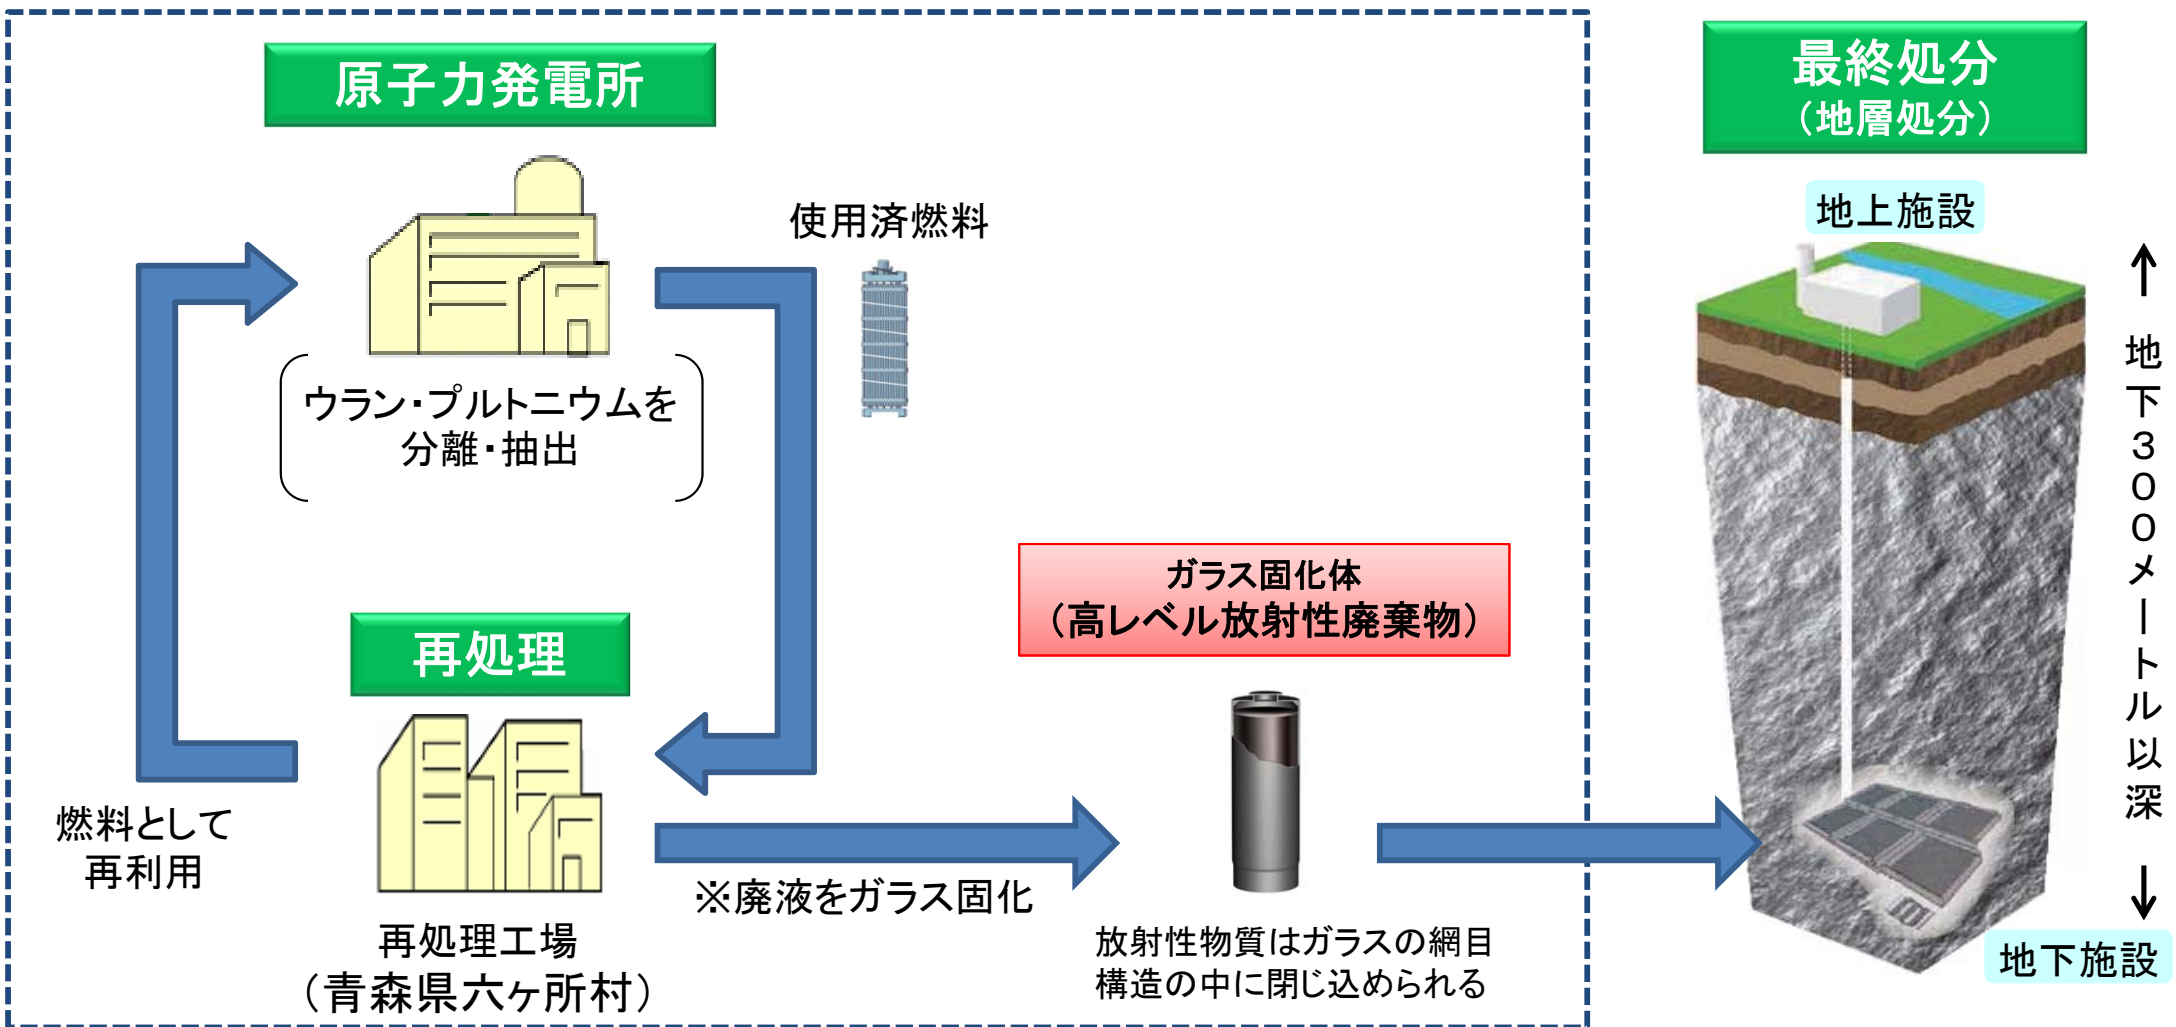 原子力発電所
使用済燃料
ウラン・プルトニウムを
分離・抽出
再処理
燃料として
再利用
再処理工場
（青森県六ヶ所村）
※廃液をガラス固化
ガラス固化体
（高レベル放射性廃棄物）
放射性物質はガラスの網目
構造の中に閉じ込められる
最終処分
（地層処分）
地上施設
地下３００メートル以深
地下施設